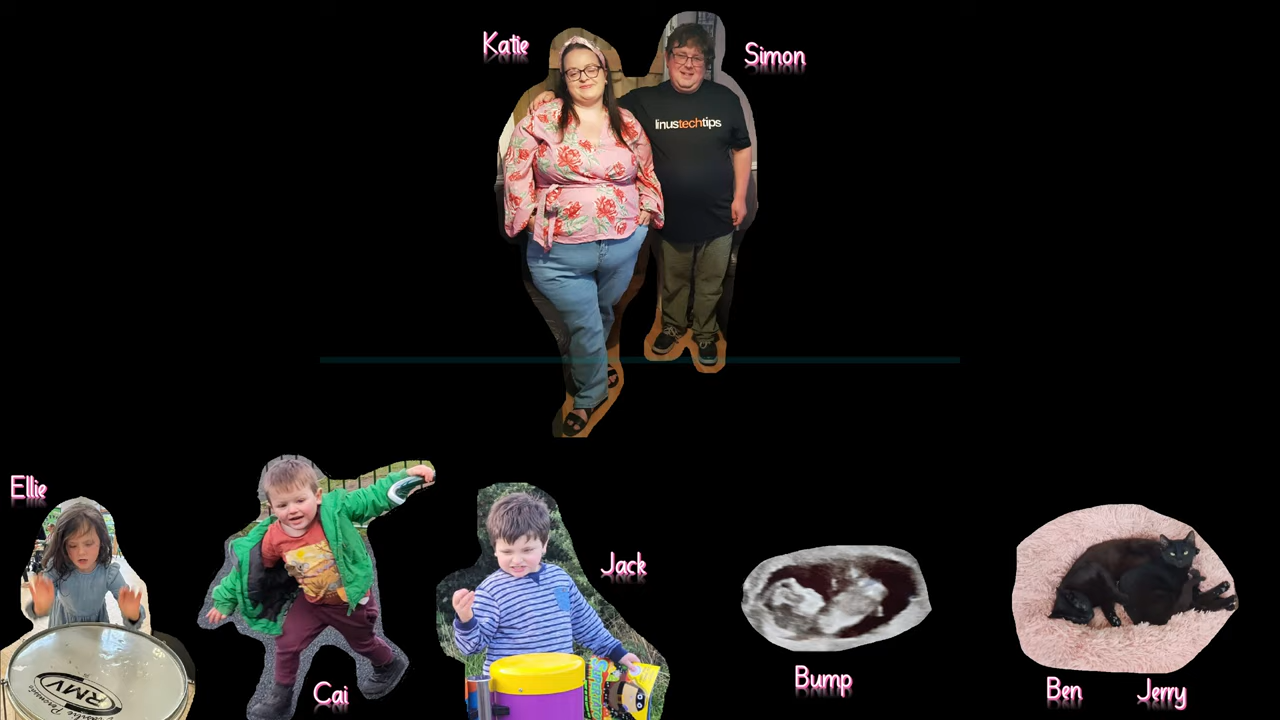 Katie
Simon
linustechtips
Ellie
Jack
Cai
RMV
Bump
Ben
Jerry